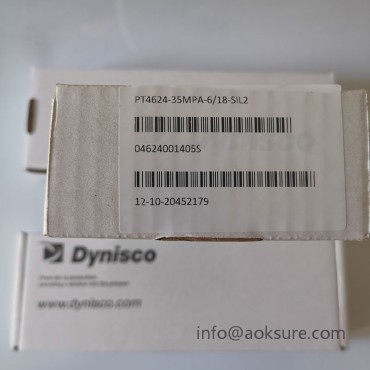 PT4624-35MPA-6/18-SIL2
04624001405S
12-10-20452179
Dynisco
www.dynisco.com
info@aoksure.com